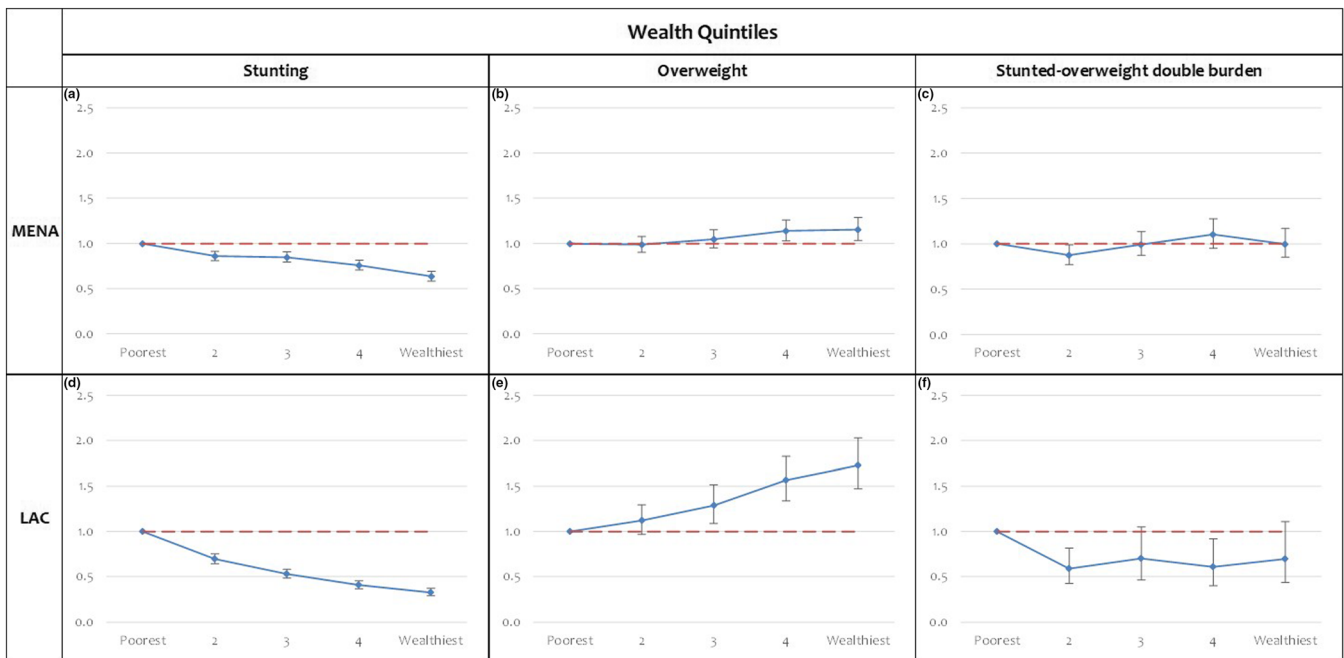 Wealth Quintiles
Stunting Overweight Stunted-overweight double burden
MENA
(a)
2.5
2.0
1.5
1.0
0.5
0.0
Poorest 2 3 4 Wealthiest
(b)
2.5
2.0
1.5
1.0
0.5
0.0
Poorest 2 3 4 Wealthiest
(c)
2.5
2.0
1.5
1.0
0.5
0.0
Poorest 2 3 4 Wealthiest
LAC
(d)
2.5
2.0
1.5
1.0
0.5
0.0
Poorest 2 3 4 Wealthiest
(e)
2.5
2.0
1.5
1.0
0.5
0.0
Poorest 2 3 4 Wealthiest
(f)
2.5
2.0
1.5
1.0
0.5
0.0
Poorest 2 3 4 Wealthiest